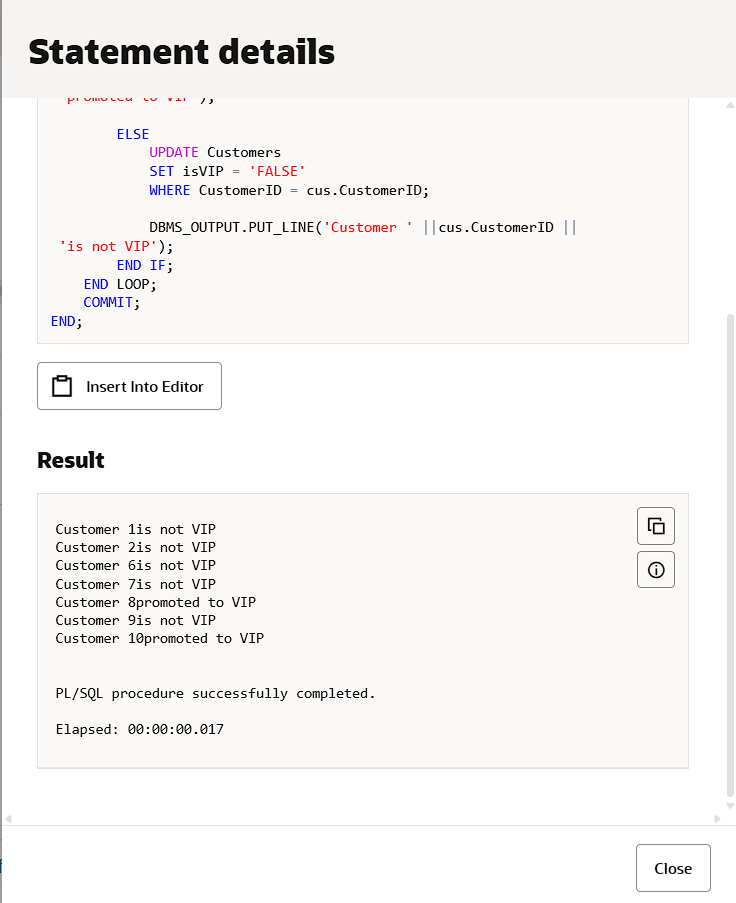 Statement details
'promoted to VIP');
ELSE
UPDATE Customers
SET isVIP = 'FALSE'
WHERE CustomerID = cus.CustomerID;
DBMS_OUTPUT.PUT_LINE('Customer ' ||cus.CustomerID ||
'is not VIP');
END IF;
END LOOP;
COMMIT;
END;
Insert Into Editor
Result
Customer 1is not VIP
Customer 2is not VIP
Customer 6is not VIP
Customer 7is not VIP
Customer 8promoted to VIP
Customer 9is not VIP
Customer 10promoted to VIP
PL/SQL procedure successfully completed.
Elapsed: 00:00:00.017
Close